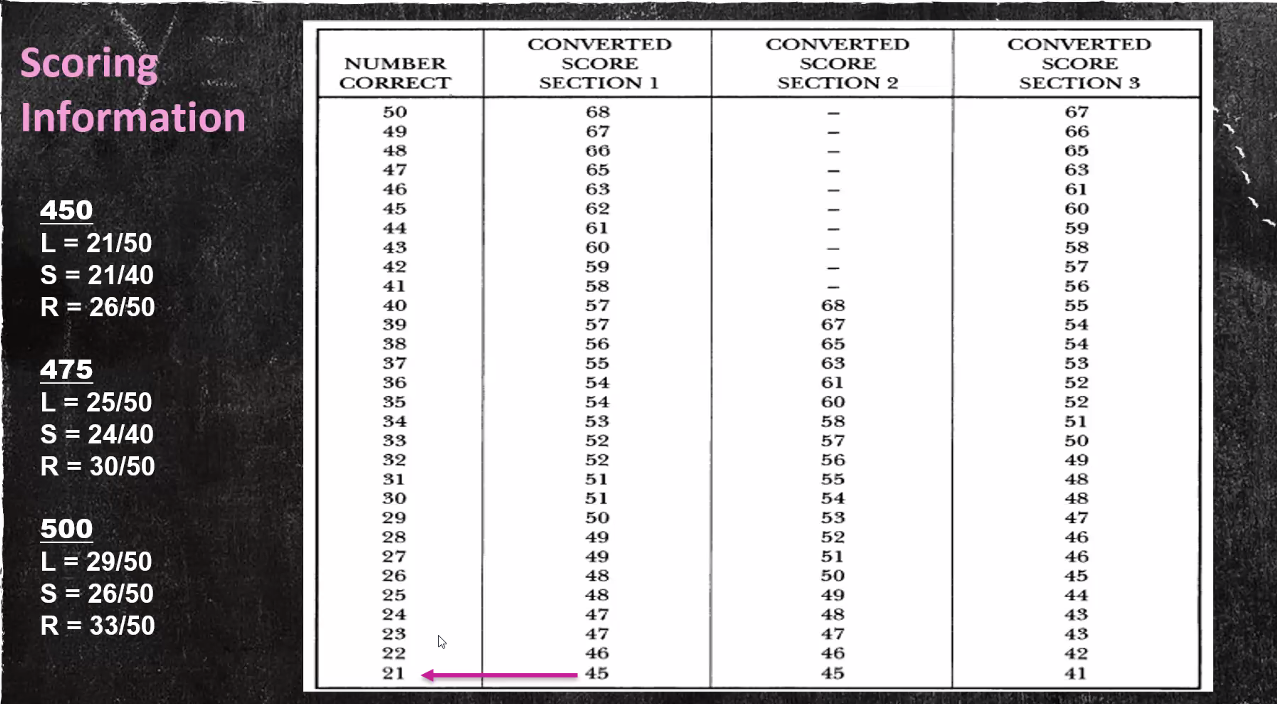 Scoring
Information
450
L = 21/50
S = 21/40
R = 26/50
475
L = 25/50
S = 24/40
R = 30/50
500
L = 29/50
S = 26/50
R = 33/50
NUMBER CORRECT CONVERTED SCORE SECTION 1 CONVERTED SCORE SECTION 2 CONVERTED SCORE SECTION 3
50 68 – 67
49 67 – 66
48 66 – 65
47 65 – 63
46 63 – 61
45 62 – 60
44 61 – 59
43 60 – 58
42 59 – 57
41 58 – 56
40 57 68 55
39 57 67 54
38 56 65 54
37 55 63 53
36 54 61 52
35 54 60 52
34 53 58 51
33 52 57 50
32 52 56 49
31 51 55 48
30 51 54 48
29 50 53 47
28 49 52 46
27 49 51 46
26 48 50 45
25 48 49 44
24 47 48 43
23 47 47 43
22 46 46 42
21 45 45 41